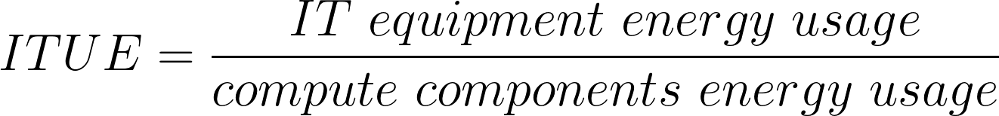 ITUE = IT equipment energy usage
compute components energy usage